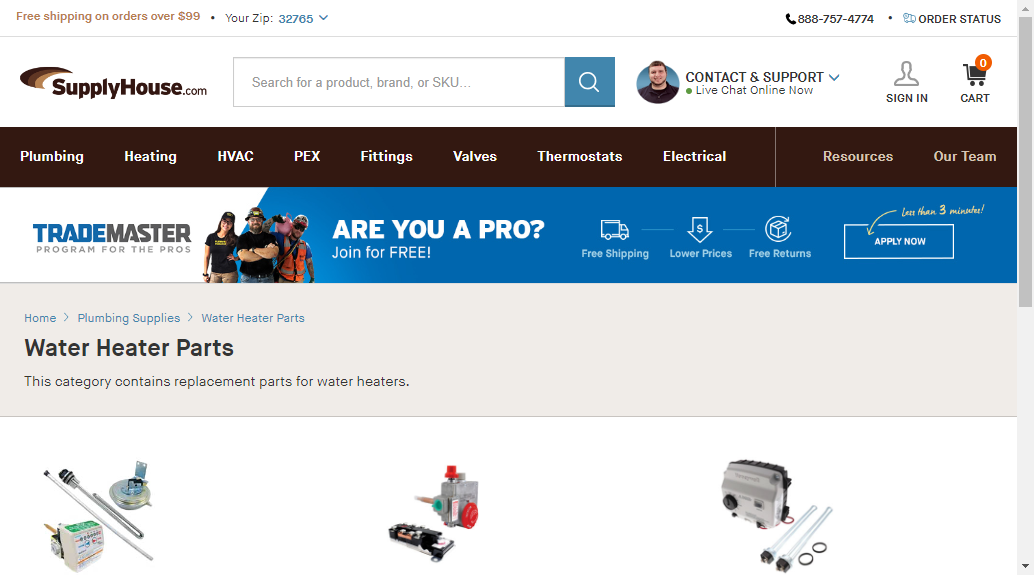 Free shipping on orders over $99 • Your Zip: 32765
888-757-4774 • ORDER STATUS
SupplyHouse.com
Search for a product, brand, or SKU...
CONTACT & SUPPORT
Live Chat Online Now
SIGN IN
0
CART
Plumbing Heating HVAC PEX Fittings Valves Thermostats Electrical Resources Our Team
TRADEMASTER
PROGRAM FOR THE PROS
ARE YOU A PRO?
Join for FREE!
Free Shipping
$
Lower Prices
Free Returns
Less than 3 minutes!
APPLY NOW
Home > Plumbing Supplies > Water Heater Parts
Water Heater Parts
This category contains replacement parts for water heaters.